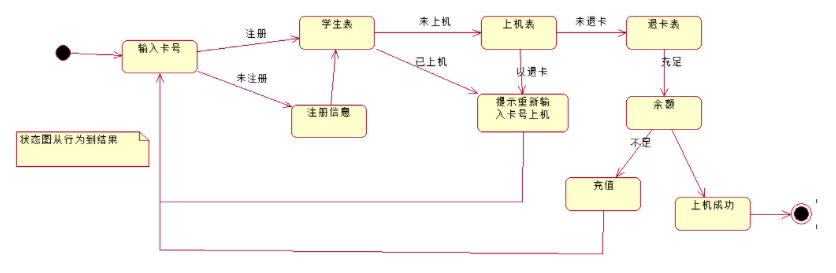 输入卡号
注册
学生表
未上机
上机表
未退卡
退卡表
未注册
已上机
以退卡
充足
注册信息
提示重新输
入卡号上机
余额
状态图从行为到结果
不足
充值
上机成功